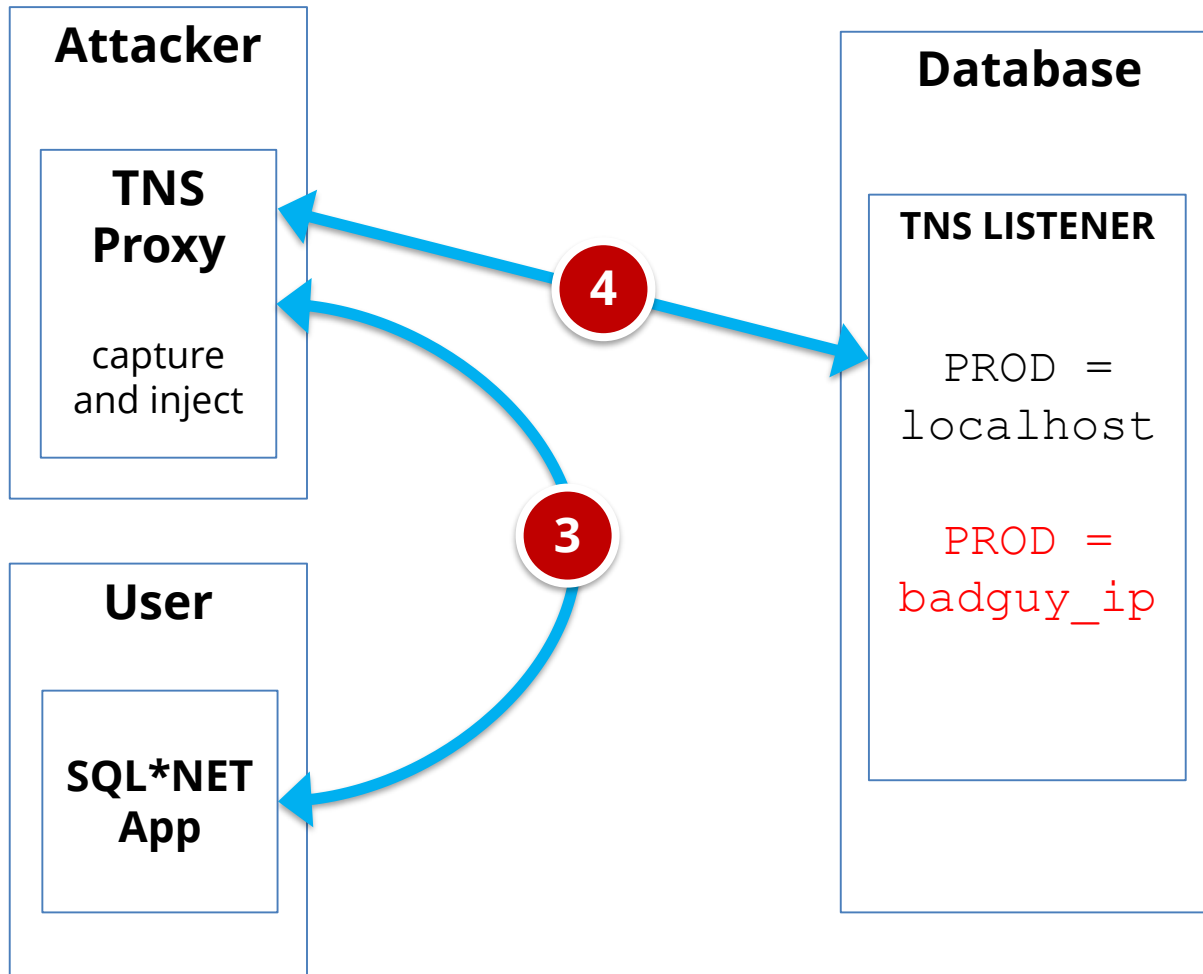 Attacker
TNS
Proxy
capture
and inject
User
SQL*NET
App
4
3
Database
TNS LISTENER
PROD =
localhost
PROD =
badguy_ip